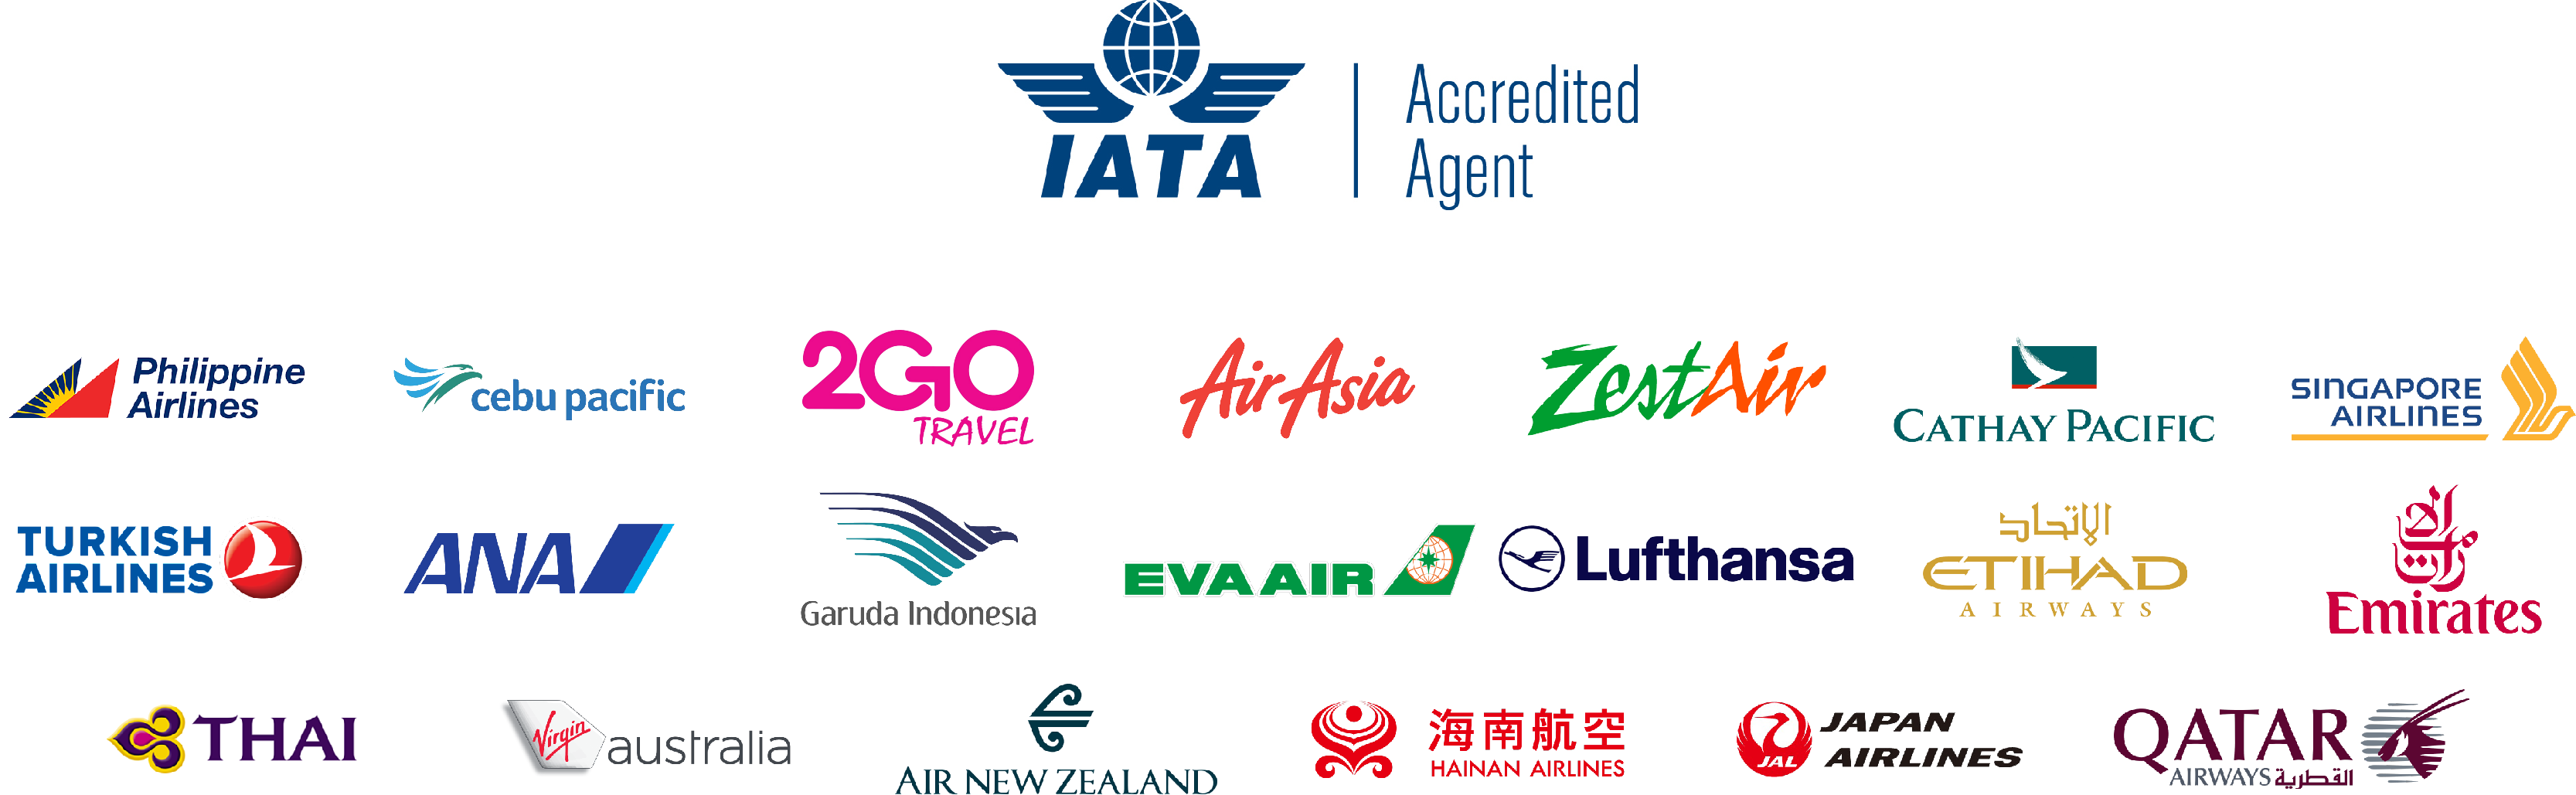 IATA
Accredited
Agent
Philippine
Airlines
cebu pacific
2GO
TRAVEL
AirAsia
ZestAir
CATHAY PACIFIC
SINGAPORE
AIRLINES
TURKISH
AIRLINES
ANA
Garuda Indonesia
EVA AIR
Lufthansa
الإتحاد
ETIHAD
AIRWAYS
الإمارات
Emirates
THAI
Virgin
australia
AIR NEW ZEALAND
海南航空
HAINAN AIRLINES
JAL
JAPAN
AIRLINES
QATAR
AIRWAYS القطرية